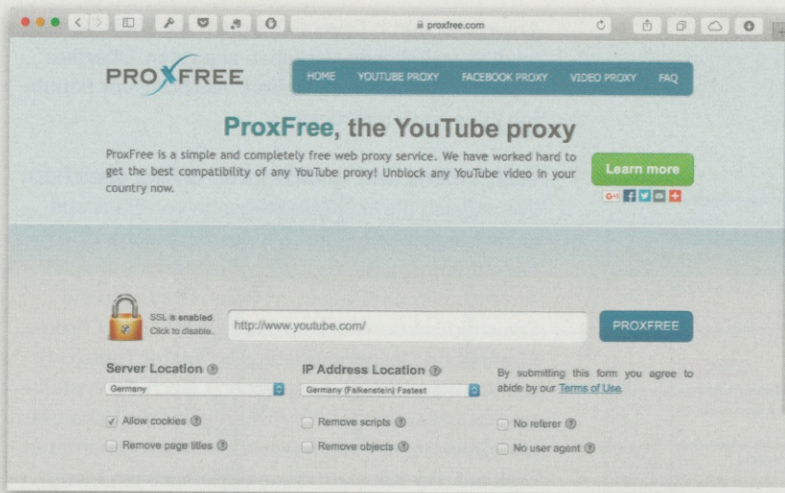 proxfree.com
PROXFREE
HOME YOUTUBE PROXY FACEBOOK PROXY VIDEO PROXY FAQ
ProxFree, the YouTube proxy
ProxFree is a simple and completely free web proxy service. We have worked hard to
get the best compatibility of any YouTube proxy! Unblock any YouTube video in your
country now.
Learn more
G+1
SSL is enabled.
Click to disable.
http://www.youtube.com/
PROXFREE
Server Location ?
IP Address Location ?
By submitting this form you agree to
abide by our Terms of Use.
Germany
Germany (Falkenstein) Fastest
Allow cookies ?
Remove scripts ?
No referer ?
Remove page titles ?
Remove objects ?
No user agent ?